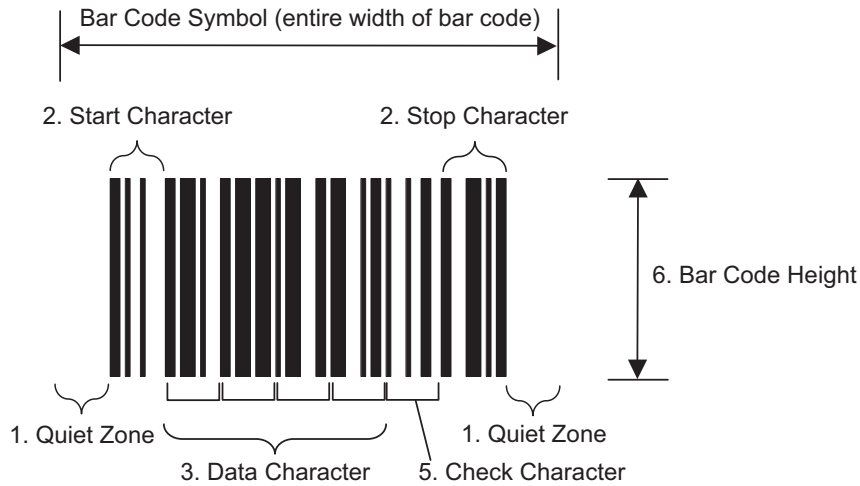 Bar Code Symbol (entire width of bar code)
2. Start Character
2. Stop Character
6. Bar Code Height
1. Quiet Zone
1. Quiet Zone
3. Data Character
5. Check Character